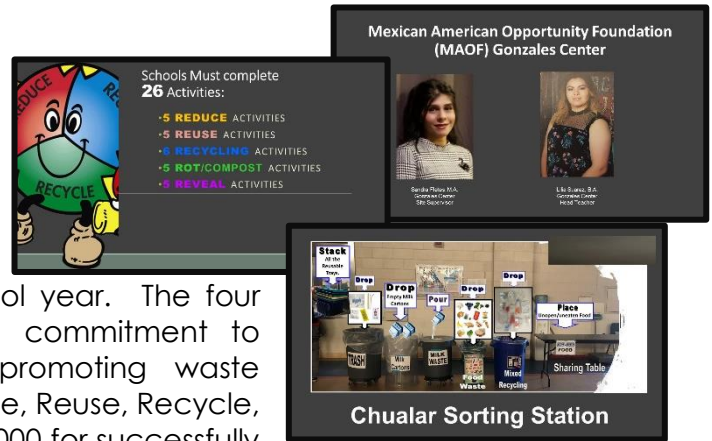 Mexican American Opportunity Foundation
(MAOF) Gonzales Center
Sandra Flores M.A.
Gonzales Center
Site Supervisor
Lilia Suarez, B.A.
Gonzales Center
Head Teacher
Schools Must complete
26 Activities:
•5 REDUCE ACTIVITIES
•5 REUSE ACTIVITIES
•6 RECYCLING ACTIVITIES
•5 ROT/COMPOST ACTIVITIES
•5 REVEAL ACTIVITIES
RECYCLE
Stack
All the
Reusable
Trays.
Drop
Drop
Empty Milk
Cartons
Pour
Drop
Drop
Place
Unopen/uneaten Food
TRASH
Milk
Cartons
MILK
WASTE
Food
Waste
Mixed
Recycling
Sharing Table
Chualar Sorting Station
ol year. The four
commitment to
promoting waste
e, Reuse, Recycle,
000 for successfully